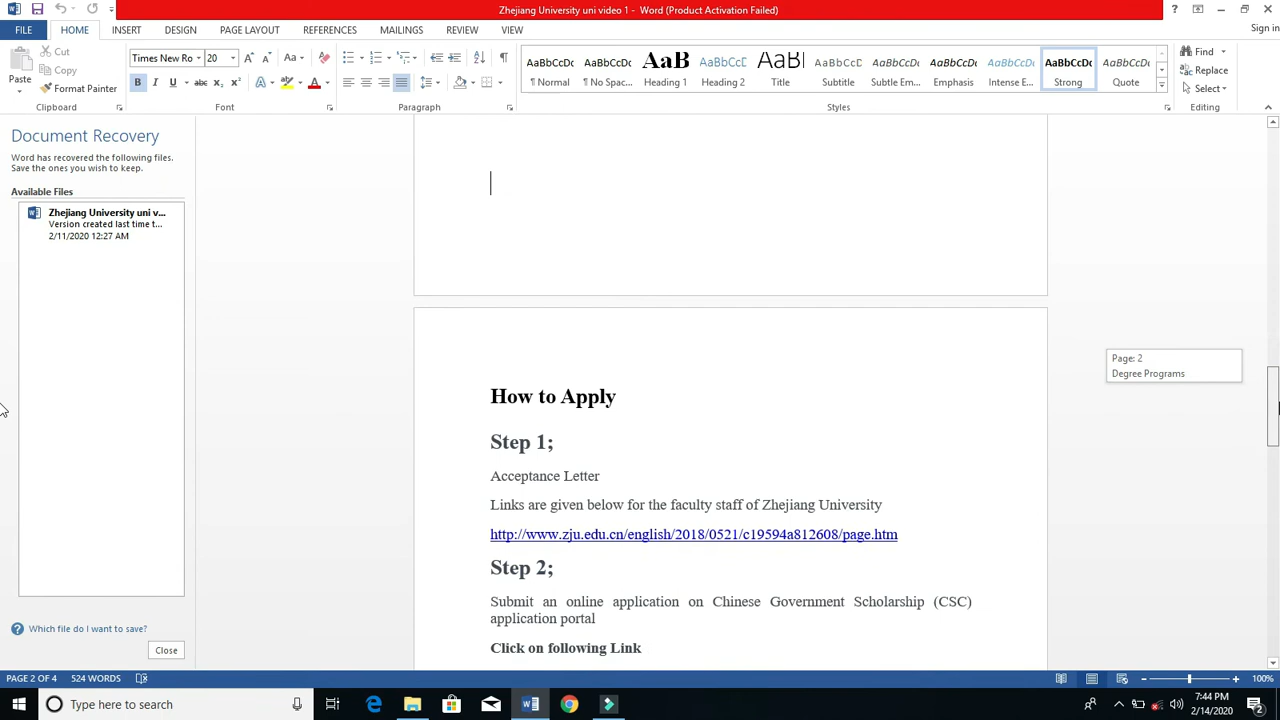 Zhejiang University uni video 1 - Word (Product Activation Failed)
FILE HOME INSERT DESIGN PAGE LAYOUT REFERENCES MAILINGS REVIEW VIEW Sign in
Paste
Cut
Copy
Format Painter
Clipboard
Times New Ro 20
Font
Paragraph
AaBbCcDc AaBbCcDc AaB AaBbCcD AaB AaBbCcD AaBbCcDc AaBbCcDc AaBbCcDc AaBbCcDc AaBbCcDc
¶ Normal ¶ No Spac... Heading 1 Heading 2 Title Subtitle Subtle Em... Emphasis Intense E... Strong Quote
Styles
Find
Replace
Select
Editing
Document Recovery
Word has recovered the following files.
Save the ones you wish to keep.
Available Files
Zhejiang University uni v...
Version created last time t...
2/11/2020 12:27 AM
Which file do I want to save?
Close
Page: 2
Degree Programs
How to Apply
Step 1;
Acceptance Letter
Links are given below for the faculty staff of Zhejiang University
http://www.zju.edu.cn/english/2018/0521/c19594a812608/page.htm
Step 2;
Submit an online application on Chinese Government Scholarship (CSC)
application portal
Click on following Link
PAGE 2 OF 4 524 WORDS 100%
Type here to search
7:44 PM
2/14/2020